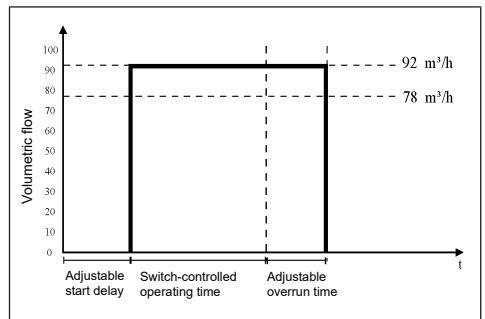 100
90
80
70
60
50
40
30
20
10
0
Volumetric flow
92 m³/h
78 m³/h
t
Adjustable
start delay
Switch-controlled
operating time
Adjustable
overrun time